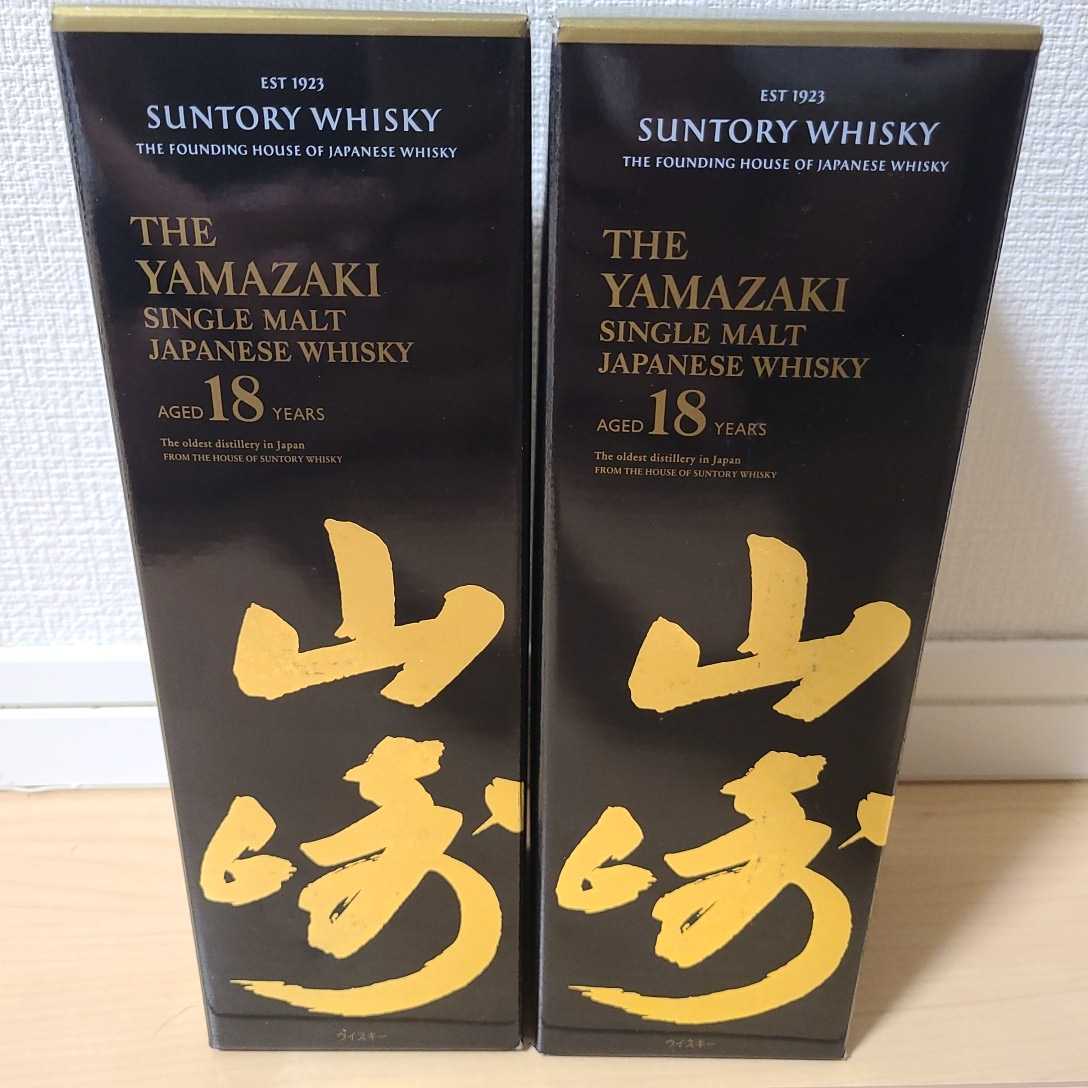 EST 1923
SUNTORY WHISKY
THE FOUNDING HOUSE OF JAPANESE WHISKY
THE
YAMAZAKI
SINGLE MALT
JAPANESE WHISKY
AGED 18 YEARS
The oldest distillery in Japan
FROM THE HOUSE OF SUNTORY WHISKY
山
崎
ウイスキー
EST 1923
SUNTORY WHISKY
THE FOUNDING HOUSE OF JAPANESE WHISKY
THE
YAMAZAKI
SINGLE MALT
JAPANESE WHISKY
AGED 18 YEARS
The oldest distillery in Japan
FROM THE HOUSE OF SUNTORY WHISKY
山
崎
ウイスキー